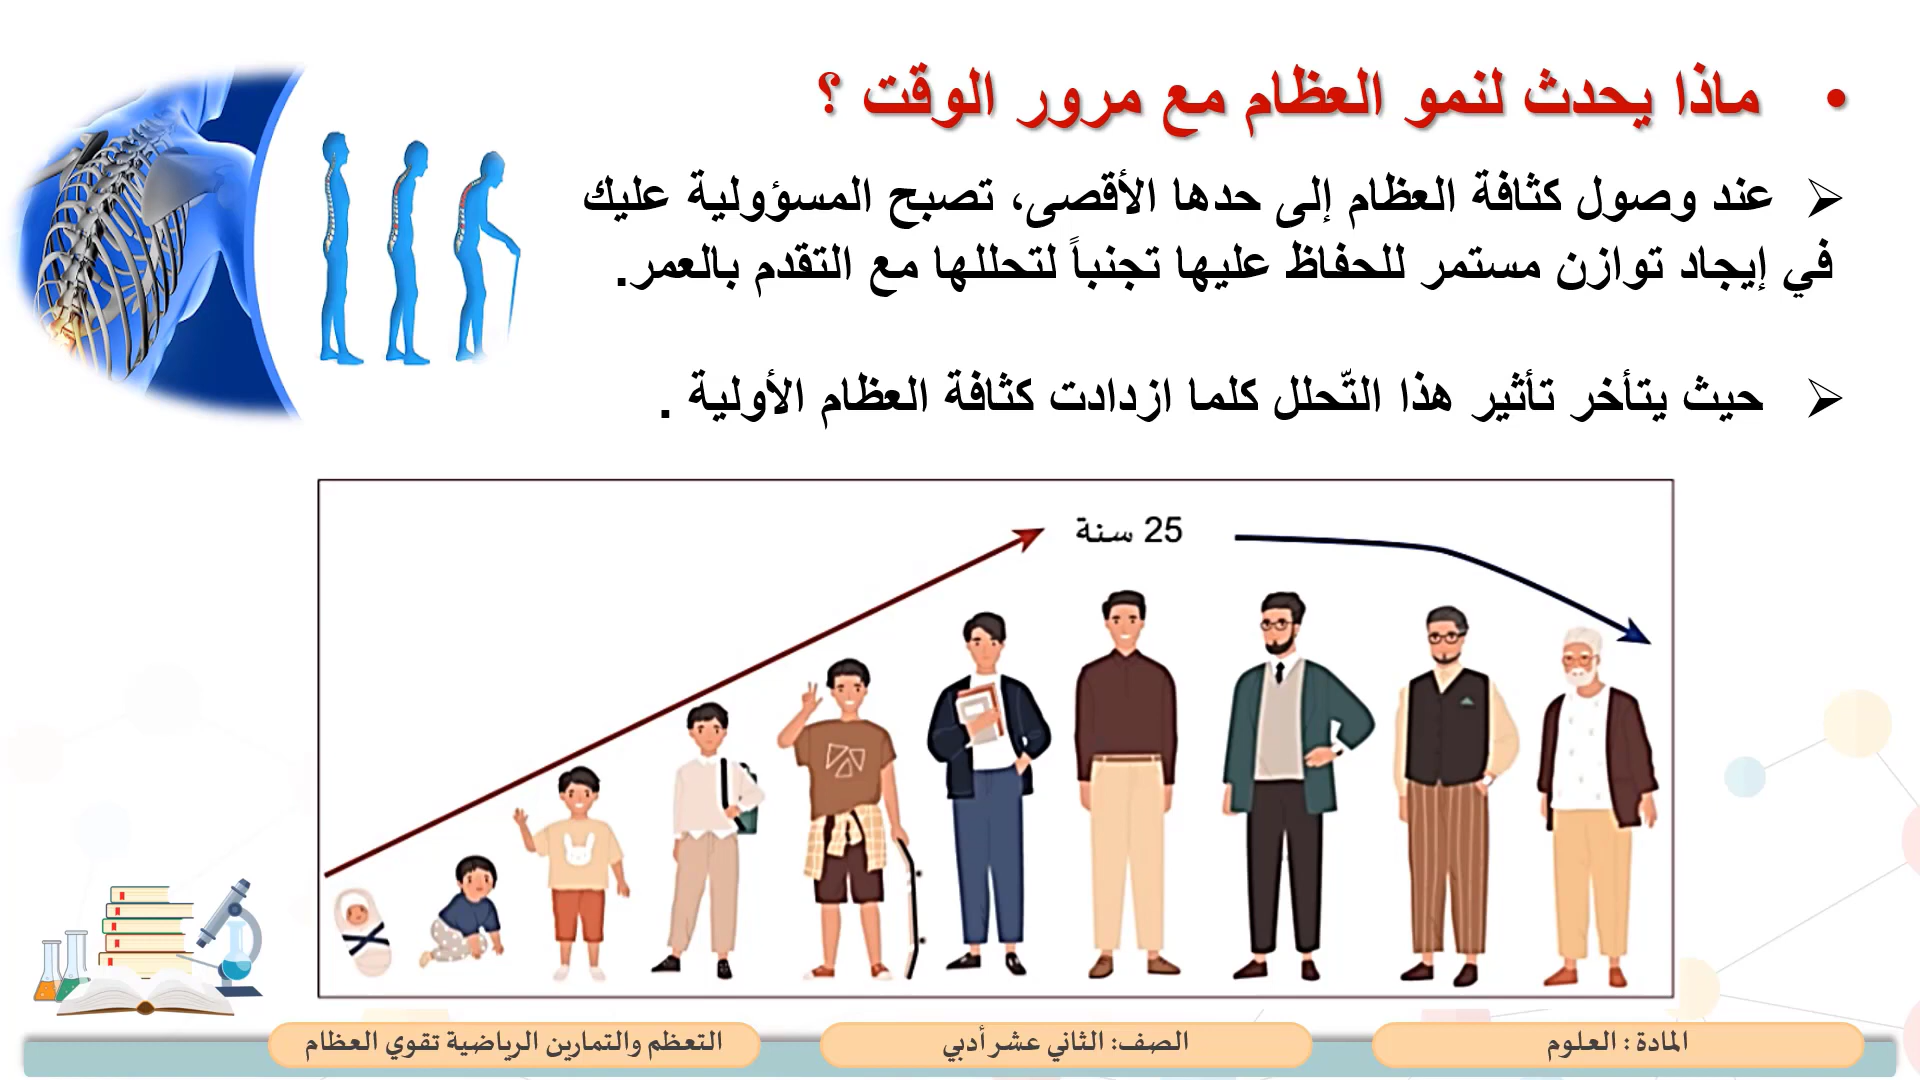 • ماذا يحدث لنمو العظام مع مرور الوقت ؟
⮚ عند وصول كثافة العظام إلى حدها الأقصى، تصبح المسؤولية عليك
في إيجاد توازن مستمر للحفاظ عليها تجنباً لتحللها مع التقدم بالعمر.
⮚ حيث يتأخر تأثير هذا التّحلل كلما ازدادت كثافة العظام الأولية .
25 سنة
المادة : العلوم
الصف: الثاني عشر أدبي
التعظم والتمارين الرياضية تقوي العظام